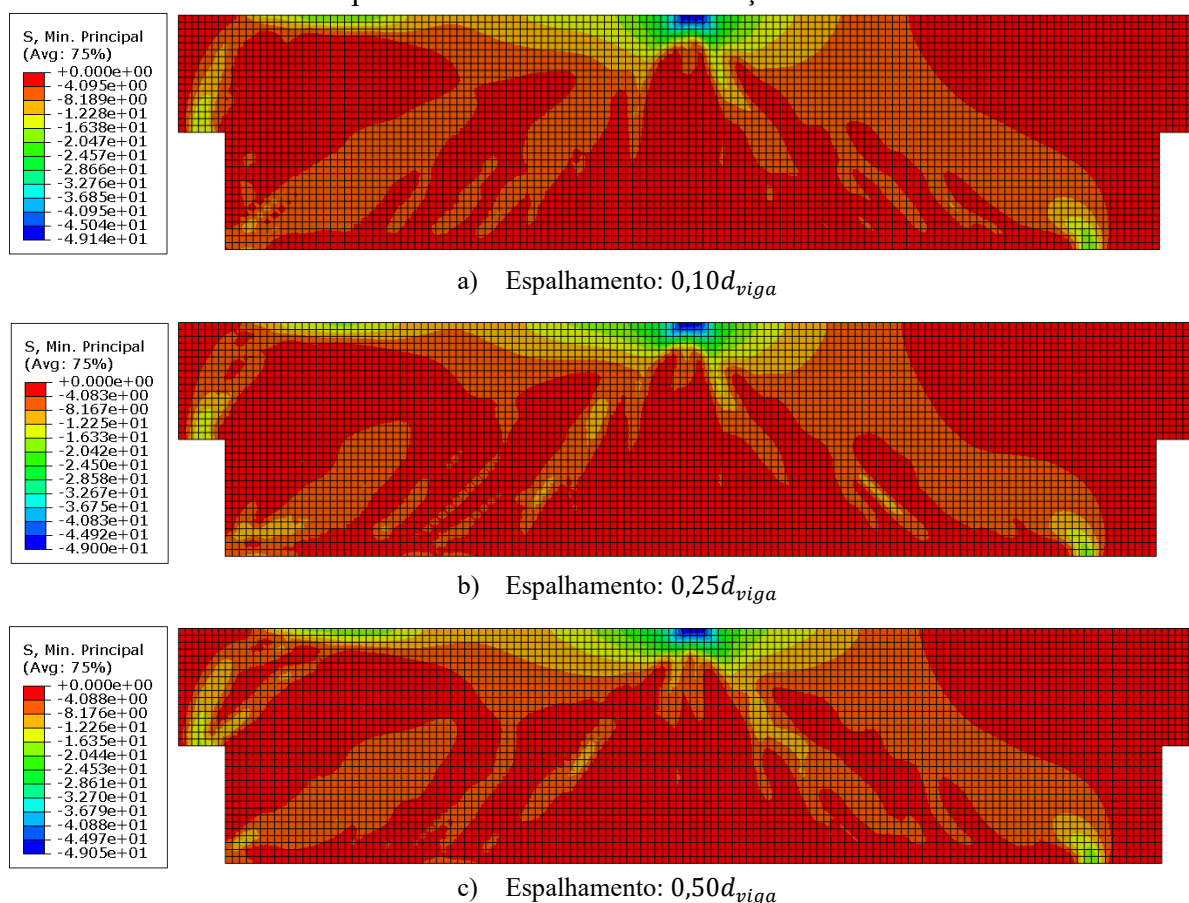 S, Min. Principal
(Avg: 75%)
+0.000e+00
-4.095e+00
-8.189e+00
-1.228e+01
-1.638e+01
-2.047e+01
-2.457e+01
-2.866e+01
-3.276e+01
-3.685e+01
-4.095e+01
-4.504e+01
-4.914e+01
a) Espalhamento: 0,10d_viga
S, Min. Principal
(Avg: 75%)
+0.000e+00
-4.083e+00
-8.167e+00
-1.225e+01
-1.633e+01
-2.042e+01
-2.450e+01
-2.858e+01
-3.267e+01
-3.675e+01
-4.083e+01
-4.492e+01
-4.900e+01
b) Espalhamento: 0,25d_viga
S, Min. Principal
(Avg: 75%)
+0.000e+00
-4.088e+00
-8.176e+00
-1.226e+01
-1.635e+01
-2.044e+01
-2.453e+01
-2.861e+01
-3.270e+01
-3.679e+01
-4.088e+01
-4.497e+01
-4.905e+01
c) Espalhamento: 0,50d_viga